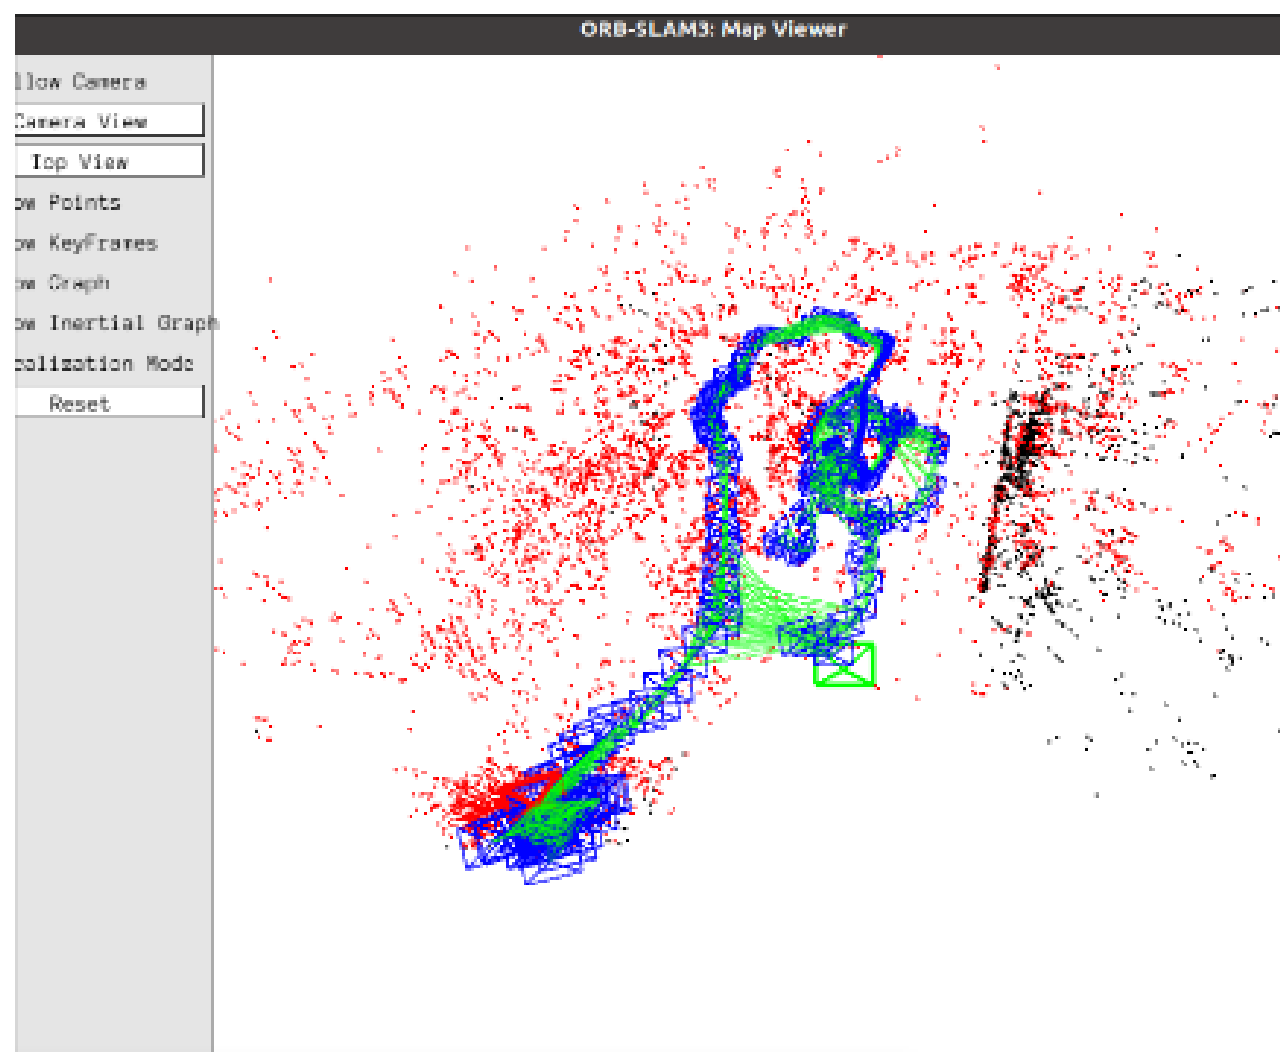 ORB-SLAM3: Map Viewer
llow Camera
Camera View
Top View
ow Points
ow KeyFrames
ow Graph
ow Inertial Graph
calization Mode
Reset